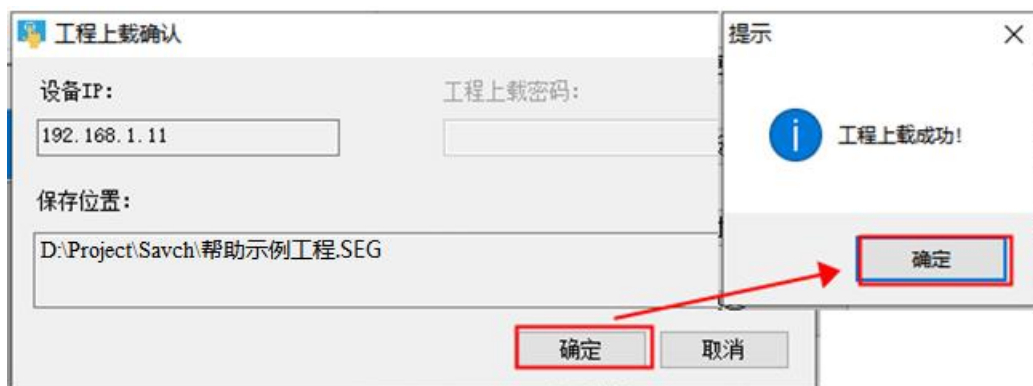 工程上载确认
设备IP：
工程上载密码：
192.168.1.11
保存位置：
D:\Project\Savch\帮助示例工程.SEG
确定
取消
提示
工程上载成功!
确定